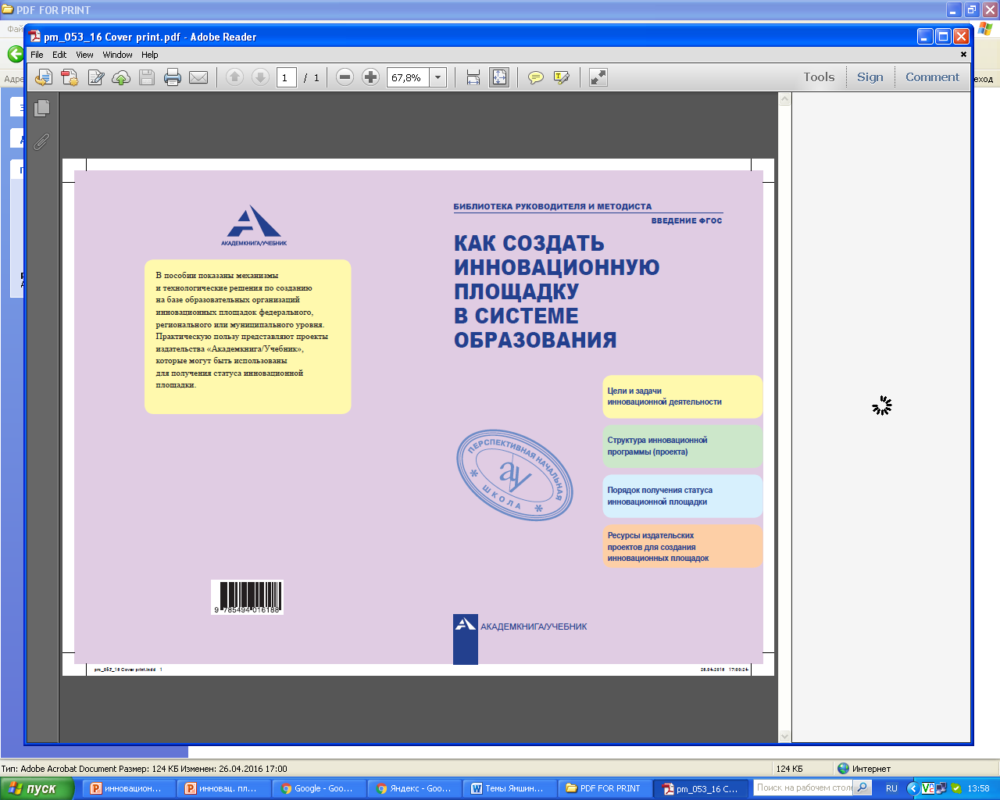 PDF FOR PRINT
pm_053_16 Cover print.pdf - Adobe Reader
File Edit View Window Help
1 / 1 67,8% Tools Sign Comment
БИБЛИОТЕКА РУКОВОДИТЕЛЯ И МЕТОДИСТА
ВВЕДЕНИЕ ФГОС
КАК СОЗДАТЬ
ИННОВАЦИОННУЮ
ПЛОЩАДКУ
В СИСТЕМЕ
ОБРАЗОВАНИЯ
АКАДЕМКНИГА/УЧЕБНИК
В пособии показаны механизмы
и технологические решения по созданию
на базе образовательных организаций
инновационных площадок федерального,
регионального или муниципального уровня.
Практическую пользу представляют проекты
издательства «Академкнига/Учебник»,
которые могут быть использованы
для получения статуса инновационной
площадки.
Цели и задачи
инновационной деятельности
Структура инновационной
программы (проекта)
Порядок получения статуса
инновационной площадки
Ресурсы издательских
проектов для создания
инновационных площадок
ПЕРСПЕКТИВНАЯ НАЧАЛЬНАЯ
ау
ШКОЛА
9 785494 016188
АКАДЕМКНИГА/УЧЕБНИК
pm_053_16 Cover print.indd 1 26.04.2016 17:00:24
Тип: Adobe Acrobat Document Размер: 124 КБ Изменен: 26.04.2016 17:00 124 КБ Интернет
пуск инновацион... инновац. пл... Google - Goo... Яндекс - Goo... Темы Ямшин... PDF FOR PRINT pm_053_16 C... Поиск на рабочем столе RU 13:58